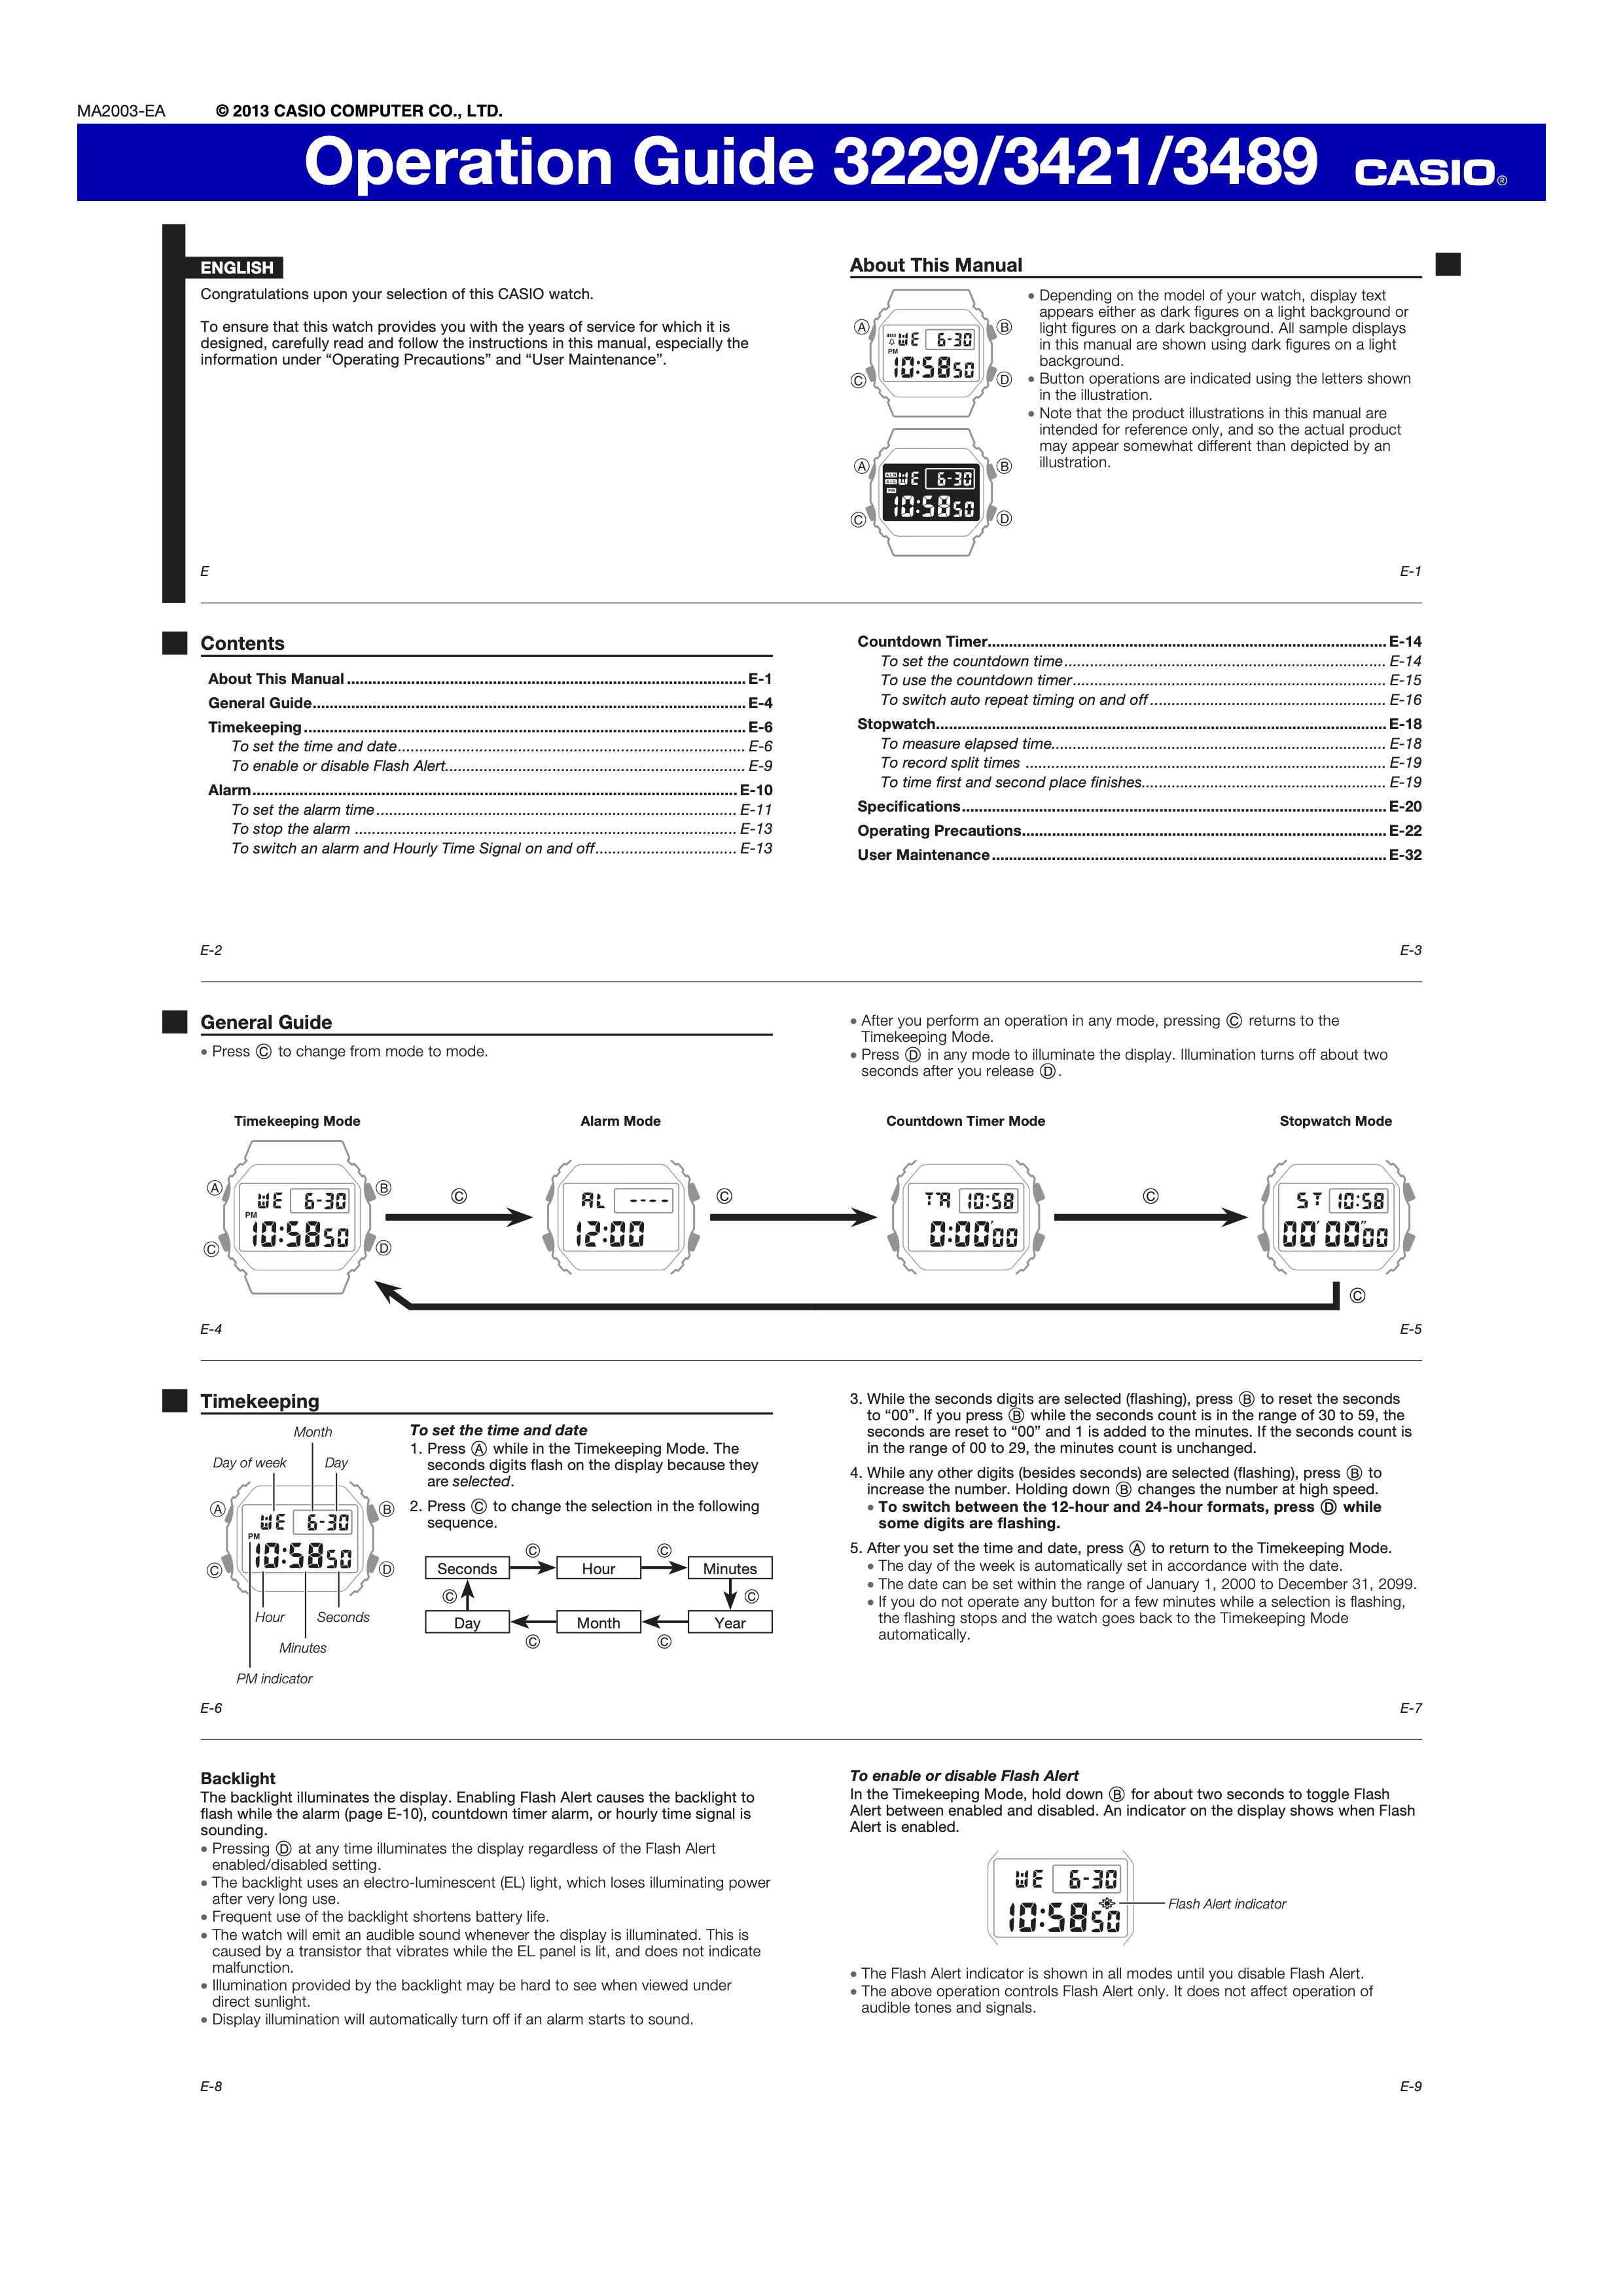 MA2003-EA © 2013 CASIO COMPUTER CO., LTD.
Operation Guide 3229/3421/3489 CASIO®
ENGLISH
Congratulations upon your selection of this CASIO watch.
To ensure that this watch provides you with the years of service for which it is
designed, carefully read and follow the instructions in this manual, especially the
information under “Operating Precautions” and “User Maintenance”.
E
About This Manual
A
B
C
D
WE 6-30
PM
10:58 50
A
B
C
D
ALM
SIG
WE 6-30
PM
10:58 50
• Depending on the model of your watch, display text
appears either as dark figures on a light background or
light figures on a dark background. All sample displays
in this manual are shown using dark figures on a light
background.
• Button operations are indicated using the letters shown
in the illustration.
• Note that the product illustrations in this manual are
intended for reference only, and so the actual product
may appear somewhat different than depicted by an
illustration.
E-1
Contents
About This Manual ............ E-1
General Guide............ E-4
Timekeeping ............ E-6
To set the time and date............ E-6
To enable or disable Flash Alert............ E-9
Alarm............ E-10
To set the alarm time ............ E-11
To stop the alarm ............ E-13
To switch an alarm and Hourly Time Signal on and off............ E-13
E-2
Countdown Timer............ E-14
To set the countdown time ............ E-14
To use the countdown timer ............ E-15
To switch auto repeat timing on and off ............ E-16
Stopwatch............ E-18
To measure elapsed time............ E-18
To record split times ............ E-19
To time first and second place finishes............ E-19
Specifications............ E-20
Operating Precautions............ E-22
User Maintenance ............ E-32
E-3
General Guide
• Press C to change from mode to mode.
• After you perform an operation in any mode, pressing C returns to the
Timekeeping Mode.
• Press D in any mode to illuminate the display. Illumination turns off about two
seconds after you release D.
Timekeeping Mode
Alarm Mode
Countdown Timer Mode
Stopwatch Mode
A
B
C
D
WE 6-30
PM
10:58 50
C
AL ----
12:00
C
TR 10:58
0:00'00
C
ST 10:58
00'00"00
C
E-4
E-5
Timekeeping
Month
Day of week Day
A
B
C
D
WE 6-30
PM
10:58 50
Hour Seconds
Minutes
PM indicator
To set the time and date
1. Press A while in the Timekeeping Mode. The
seconds digits flash on the display because they
are selected.
2. Press C to change the selection in the following
sequence.
Seconds C Hour C Minutes
C C
Day C Month C Year
E-6
3. While the seconds digits are selected (flashing), press B to reset the seconds
to “00”. If you press B while the seconds count is in the range of 30 to 59, the
seconds are reset to “00” and 1 is added to the minutes. If the seconds count is
in the range of 00 to 29, the minutes count is unchanged.
4. While any other digits (besides seconds) are selected (flashing), press B to
increase the number. Holding down B changes the number at high speed.
• To switch between the 12-hour and 24-hour formats, press D while
some digits are flashing.
5. After you set the time and date, press A to return to the Timekeeping Mode.
• The day of the week is automatically set in accordance with the date.
• The date can be set within the range of January 1, 2000 to December 31, 2099.
• If you do not operate any button for a few minutes while a selection is flashing,
the flashing stops and the watch goes back to the Timekeeping Mode
automatically.
E-7
Backlight
The backlight illuminates the display. Enabling Flash Alert causes the backlight to
flash while the alarm (page E-10), countdown timer alarm, or hourly time signal is
sounding.
• Pressing D at any time illuminates the display regardless of the Flash Alert
enabled/disabled setting.
• The backlight uses an electro-luminescent (EL) light, which loses illuminating power
after very long use.
• Frequent use of the backlight shortens battery life.
• The watch will emit an audible sound whenever the display is illuminated. This is
caused by a transistor that vibrates while the EL panel is lit, and does not indicate
malfunction.
• Illumination provided by the backlight may be hard to see when viewed under
direct sunlight.
• Display illumination will automatically turn off if an alarm starts to sound.
E-8
To enable or disable Flash Alert
In the Timekeeping Mode, hold down B for about two seconds to toggle Flash
Alert between enabled and disabled. An indicator on the display shows when Flash
Alert is enabled.
WE 6-30
10:58 50
Flash Alert indicator
• The Flash Alert indicator is shown in all modes until you disable Flash Alert.
• The above operation controls Flash Alert only. It does not affect operation of
audible tones and signals.
E-9